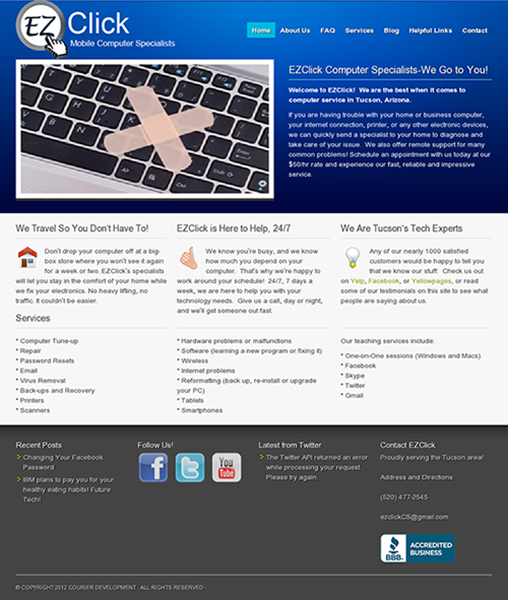 EZ Click
Mobile Computer Specialists
Home About Us FAQ Services Blog Helpful Links Contact
EZClick Computer Specialists-We Go to You!
Welcome to EZClick! We are the best when it comes to
computer service in Tucson, Arizona.
If you are having trouble with your home or business computer,
your internet connection, printer, or any other electronic devices,
we can quickly send a specialist to your home to diagnose and
take care of your issue. We also offer remote support for many
common problems! Schedule an appointment with us today at our
$50/hr rate and experience our fast, reliable and impressive
service.
We Travel So You Don't Have To!
Don't drop your computer off at a big-
box store where you won't see it again
for a week or two. EZClick's specialists
will let you stay in the comfort of your home while
we fix your electronics. No heavy lifting, no
traffic. It couldn't be easier.
EZClick is Here to Help, 24/7
We know you're busy, and we know
how much you depend on your
computer. That's why we're happy to
work around your schedule! 24/7, 7 days a
week, we are here to help you with your
technology needs. Give us a call, day or night,
and we'll get someone out fast.
We Are Tucson's Tech Experts
Any of our nearly 1000 satisfied
customers would be happy to tell you
that we know our stuff. Check us out
on Yelp, Facebook, or Yellowpages, or read
some of our testimonials on this site to see what
people are saying about us.
Services
* Computer Tune-up
* Repair
* Password Resets
* Email
* Virus Removal
* Back-ups and Recovery
* Printers
* Scanners
* Hardware problems or malfunctions
* Software (learning a new program or fixing it)
* Wireless
* Internet problems
* Reformatting (back up, re-install or upgrade
your PC)
* Tablets
* Smartphones
Our teaching services include:
* One-on-One sessions (Windows and Macs)
* Facebook
* Skype
* Twitter
* Gmail
Recent Posts
Changing Your Facebook
Password
IBM plans to pay you for your
healthy eating habits! Future
Tech!
Follow Us!
f t You Tube
Latest from Twitter
The Twitter API returned an error
while processing your request.
Please try again.
Contact EZClick
Proudly serving the Tucson area!
Address and Directions
(520) 477-2545
ezclickCS@gmail.com
BBB ACCREDITED
BUSINESS
© COPYRIGHT 2012 COURIER DEVELOPMENT · ALL RIGHTS RESERVED ·